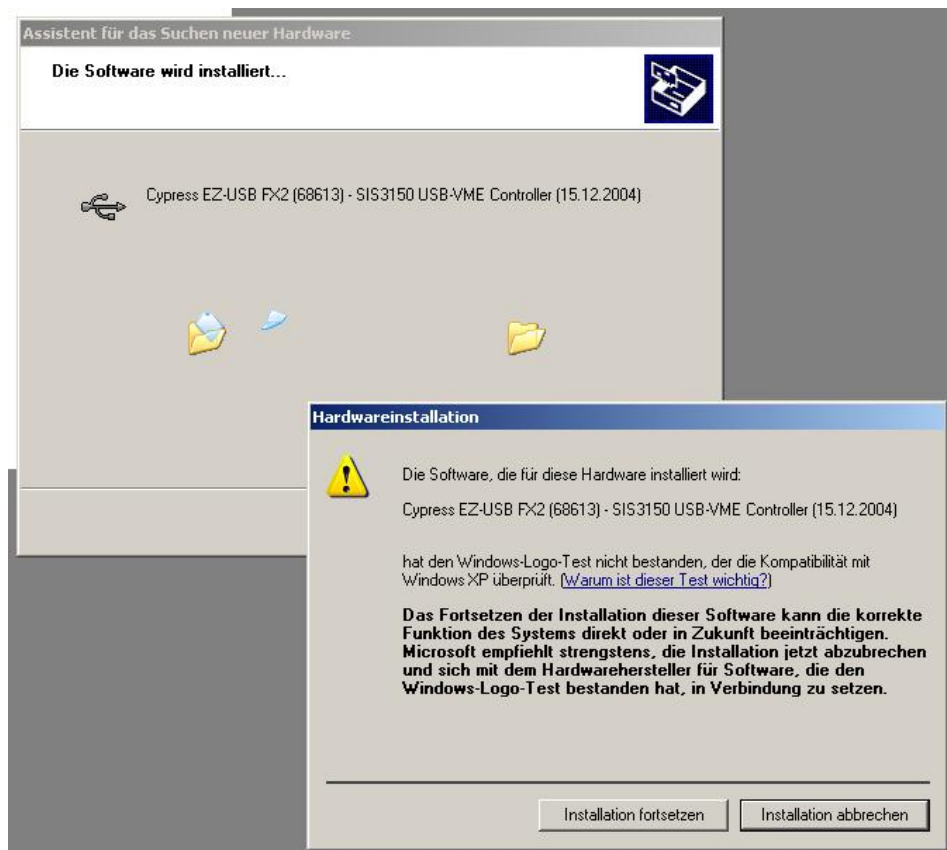 Assistent für das Suchen neuer Hardware
Die Software wird installiert...
Cypress EZ-USB FX2 (68613) - SIS3150 USB-VME Controller (15.12.2004)
Hardwareinstallation
Die Software, die für diese Hardware installiert wird:
Cypress EZ-USB FX2 (68613) - SIS3150 USB-VME Controller (15.12.2004)
hat den Windows-Logo-Test nicht bestanden, der die Kompatibilität mit
Windows XP überprüft. (Warum ist dieser Test wichtig?)
Das Fortsetzen der Installation dieser Software kann die korrekte
Funktion des Systems direkt oder in Zukunft beeinträchtigen.
Microsoft empfiehlt strengstens, die Installation jetzt abzubrechen
und sich mit dem Hardwarehersteller für Software, die den
Windows-Logo-Test bestanden hat, in Verbindung zu setzen.
Installation fortsetzen
Installation abbrechen